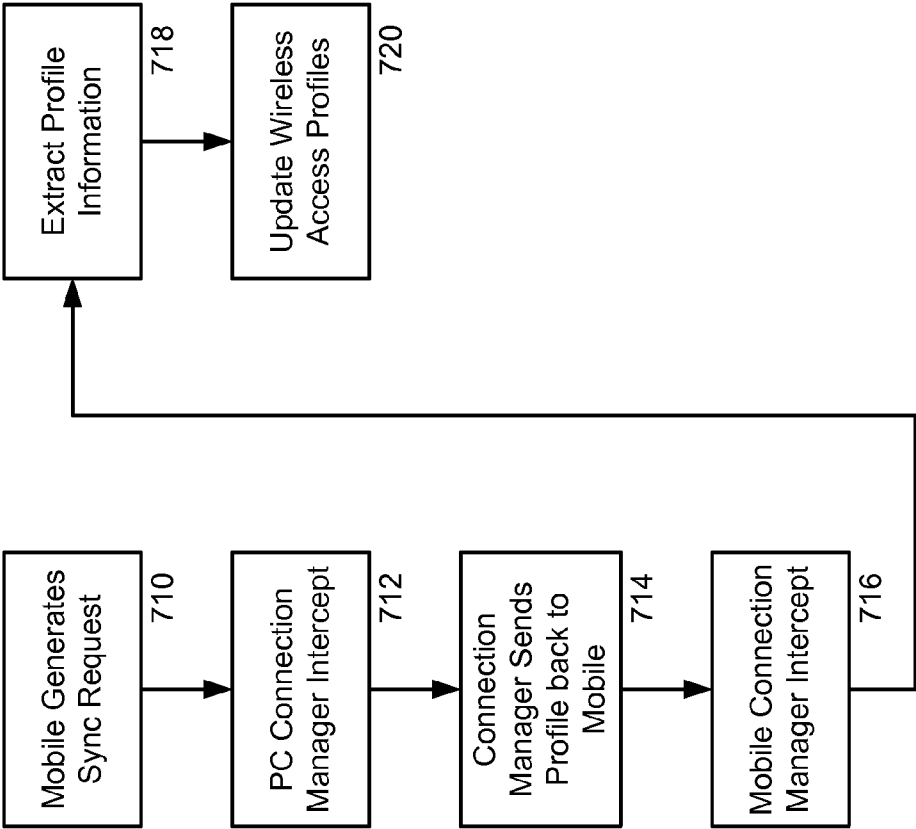 Mobile Generates
Sync Request
710
PC Connection
Manager Intercept
712
Connection
Manager Sends
Profile back to
Mobile
714
Mobile Connection
Manager Intercept
716
Extract Profile
Information
718
Update Wireless
Access Profiles
720